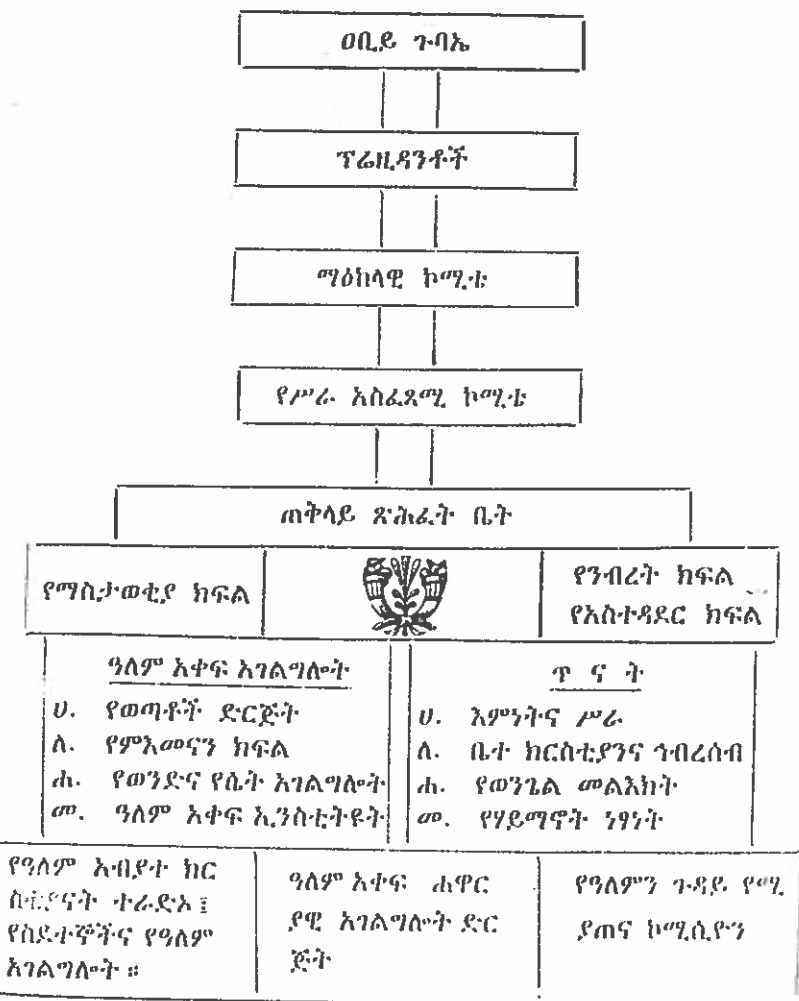 ዐቢይ ጉባኤ
ፕሬዚዳንቶች
ማዕከላዊ ኮሚቴ
የሥራ አስፈጻሚ ኮሚቴ
ጠቅላይ ጽሕፈት ቤት
የማስታወቂያ ክፍል
የንብረት ክፍል
የአስተዳደር ክፍል
ዓለም አቀፍ አገልግሎት
ሀ. የወጣቶች ድርጅት
ለ. የምእመናን ክፍል
ሐ. የወንድና የሴት አገልግሎት
መ. ዓለም አቀፍ ኢንስቲትዩት
ጥ ና ት
ሀ. እምነትና ሥራ
ለ. ቤተ ክርስቲያንና ኅብረሰብ
ሐ. የወንጌል መልእክት
መ. የሃይማኖት ነፃነት
የዓለም አብያተ ክር
ስቲያናት ተራድኦ፤
የስደተኞችና የዓለም
አገልግሎት።
ዓለም አቀፍ ሐዋር
ያዊ አገልግሎት ድር
ጅት
የዓለምን ጉዳይ የሚ
ያጠና ኮሚሲዮን